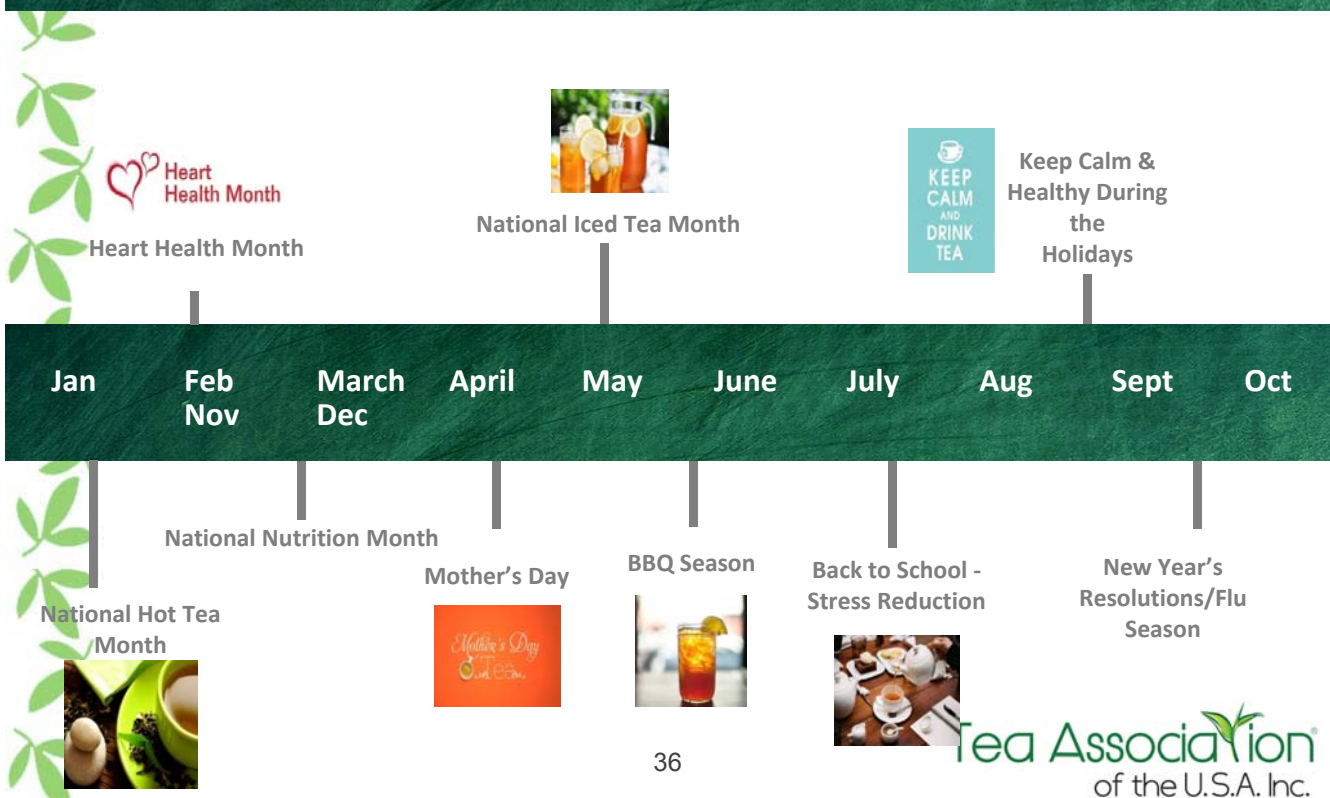 Heart
Health Month
Heart Health Month
National Iced Tea Month
KEEP
CALM
AND
DRINK
TEA
Keep Calm &
Healthy During
the
Holidays
Jan Feb March April May June July Aug Sept Oct
Nov Dec
National Hot Tea
Month
National Nutrition Month
Mother’s Day
Mother's Day
Tea
BBQ Season
Back to School -
Stress Reduction
New Year’s
Resolutions/Flu
Season
36
Tea Association
of the U.S.A. Inc.